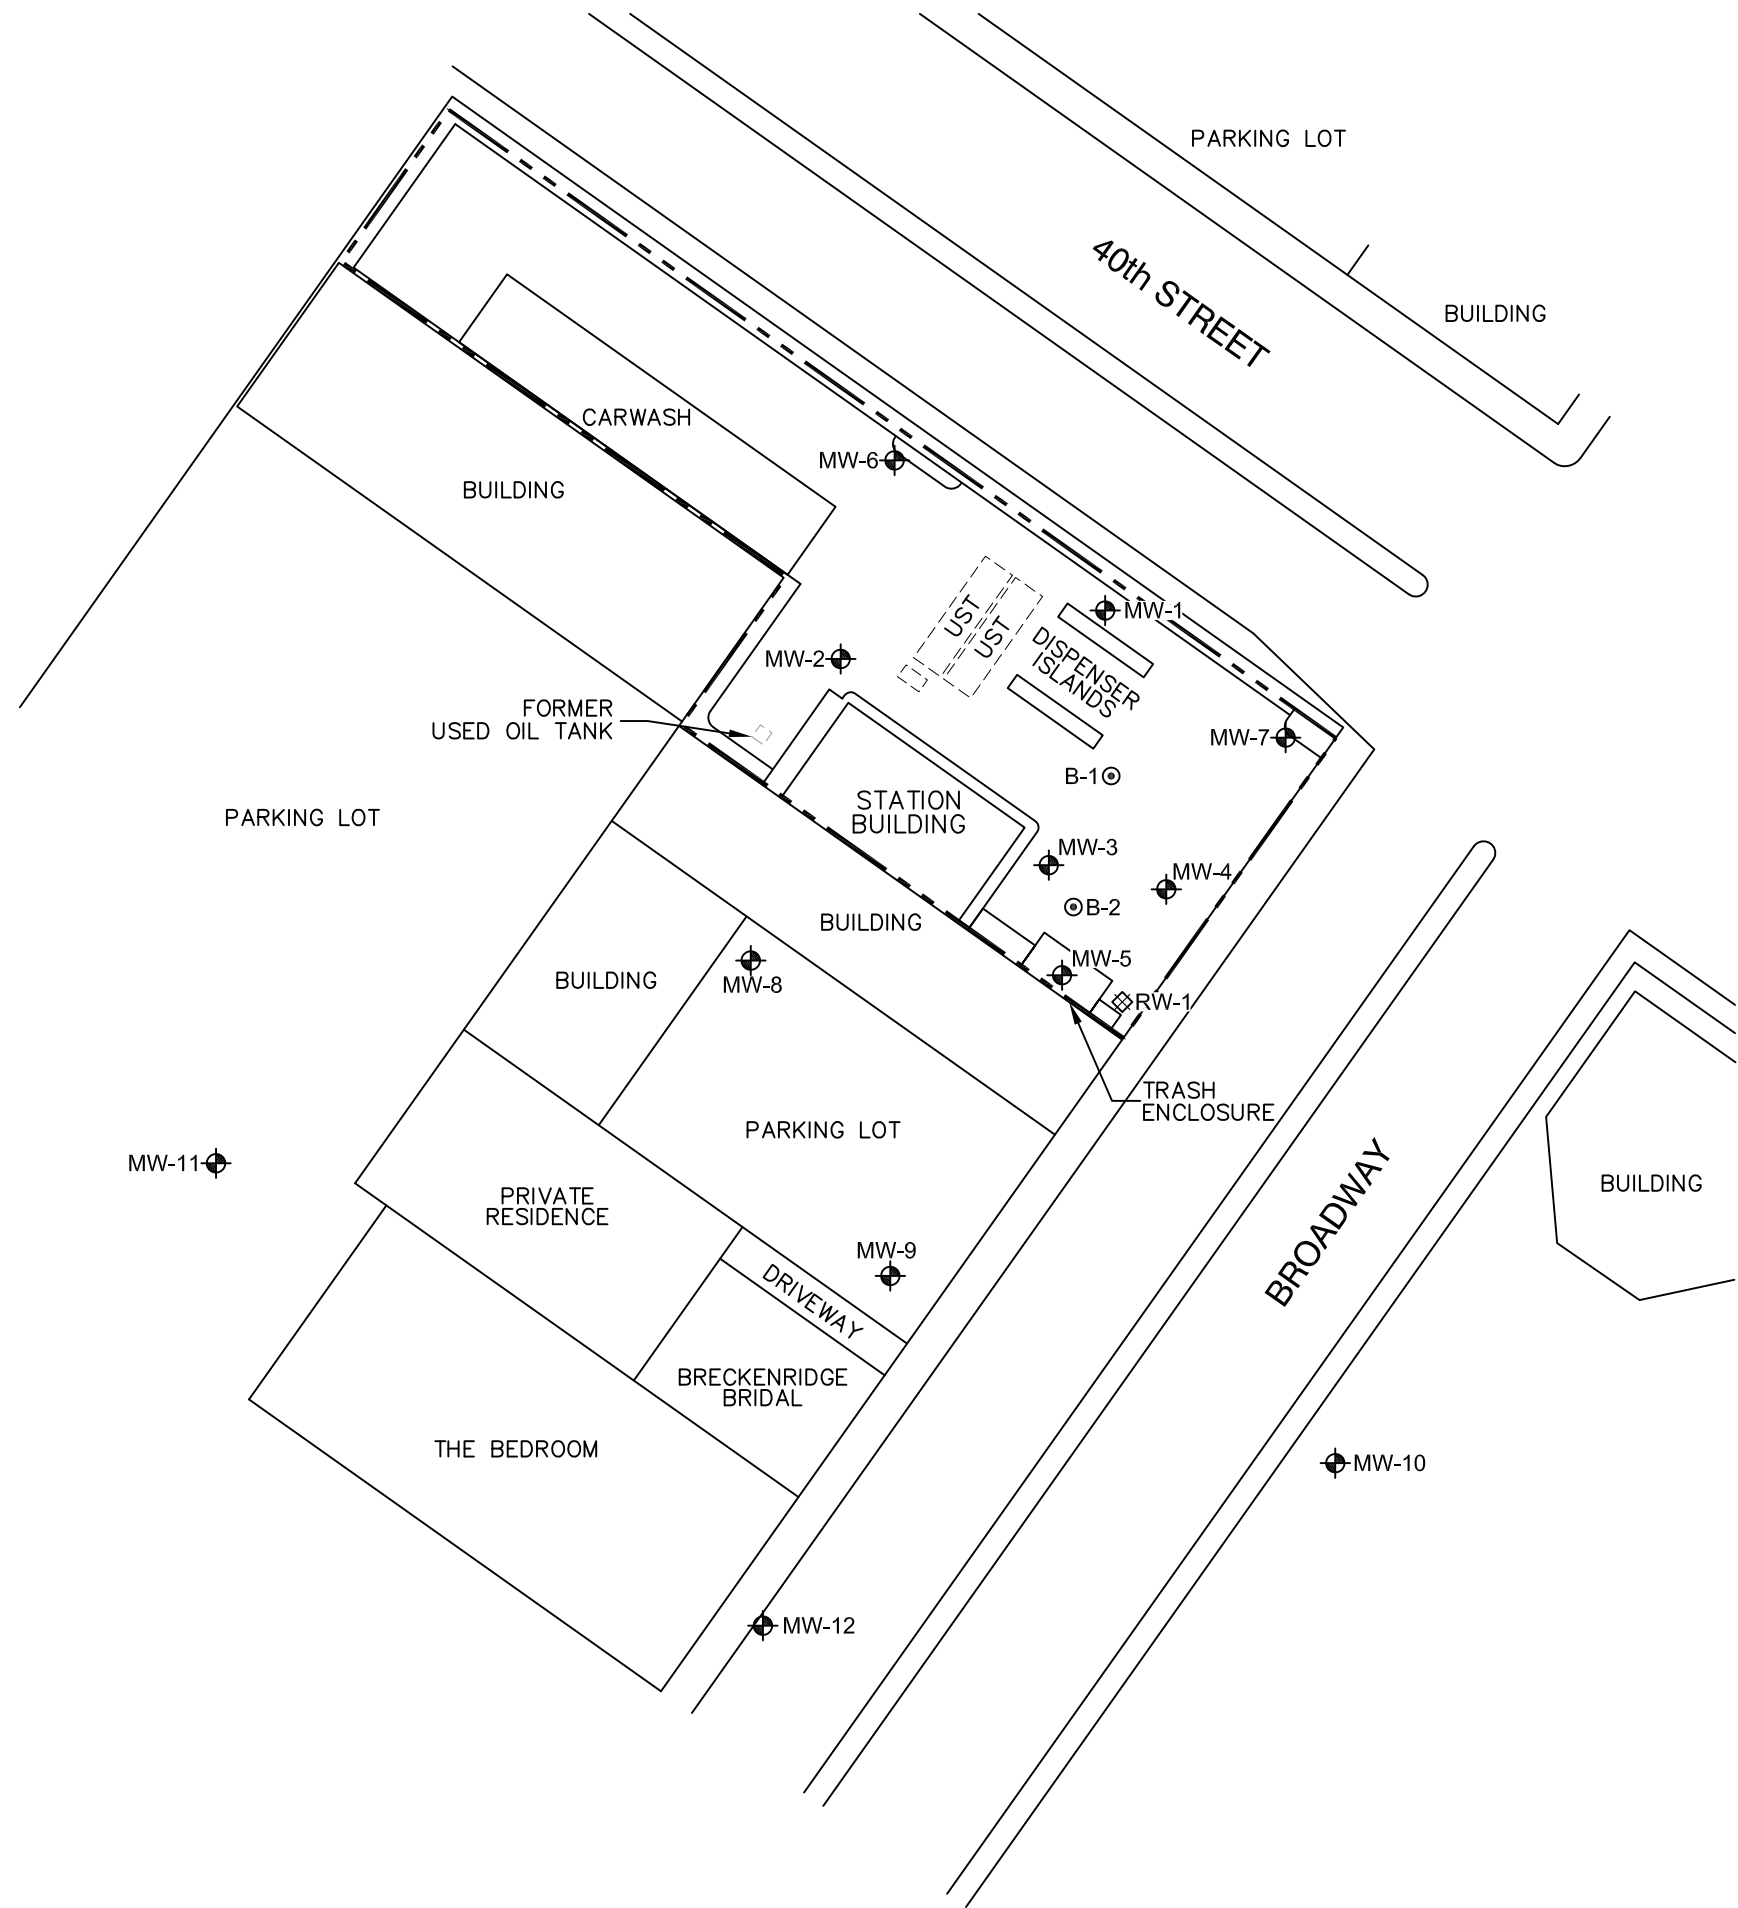 PARKING LOT
40th STREET
BUILDING
CARWASH
MW-6
BUILDING
UST
UST
MW-1
DISPENSER
ISLANDS
MW-2
FORMER
USED OIL TANK
MW-7
B-1
STATION
BUILDING
PARKING LOT
MW-3
MW-4
B-2
BUILDING
MW-5
BUILDING
MW-8
RW-1
TRASH
ENCLOSURE
PARKING LOT
MW-11
BROADWAY
BUILDING
PRIVATE
RESIDENCE
MW-9
DRIVEWAY
BRECKENRIDGE
BRIDAL
THE BEDROOM
MW-10
MW-12